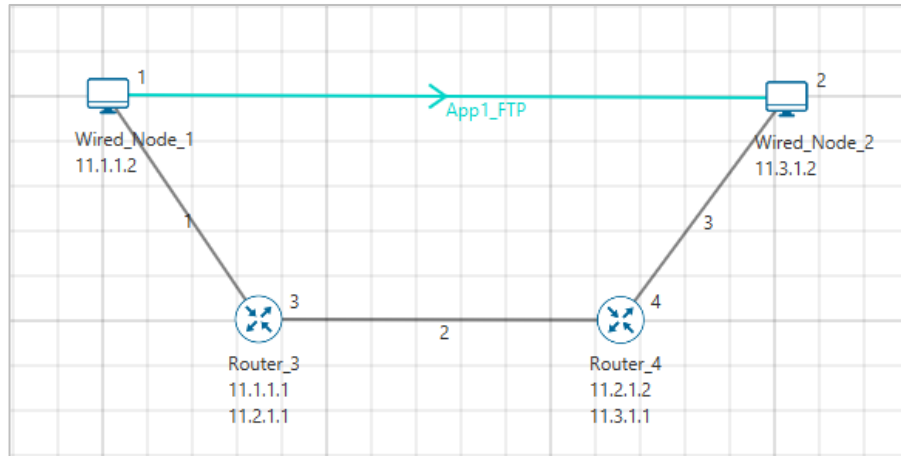 1
2
App1_FTP
Wired_Node_1
11.1.1.2
Wired_Node_2
11.3.1.2
1
3
3
4
2
Router_3
11.1.1.1
11.2.1.1
Router_4
11.2.1.2
11.3.1.1